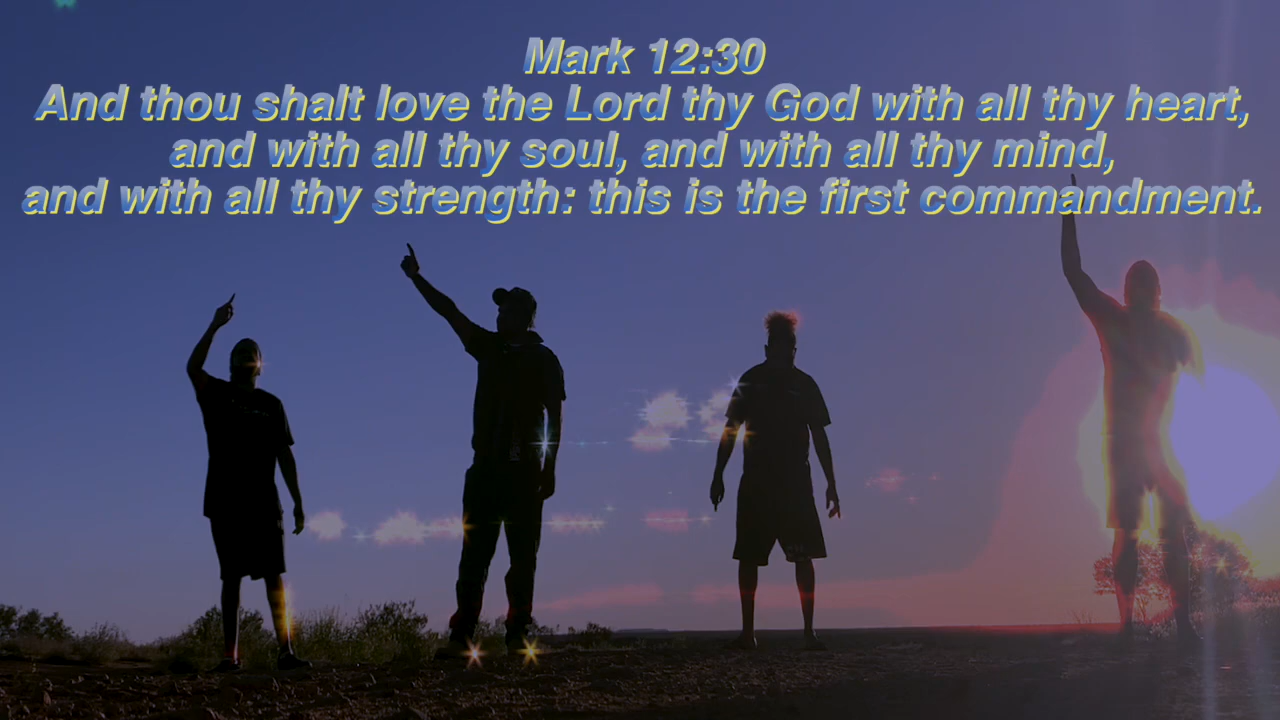 Mark 12:30
And thou shalt love the Lord thy God with all thy heart,
and with all thy soul, and with all thy mind,
and with all thy strength: this is the first commandment.